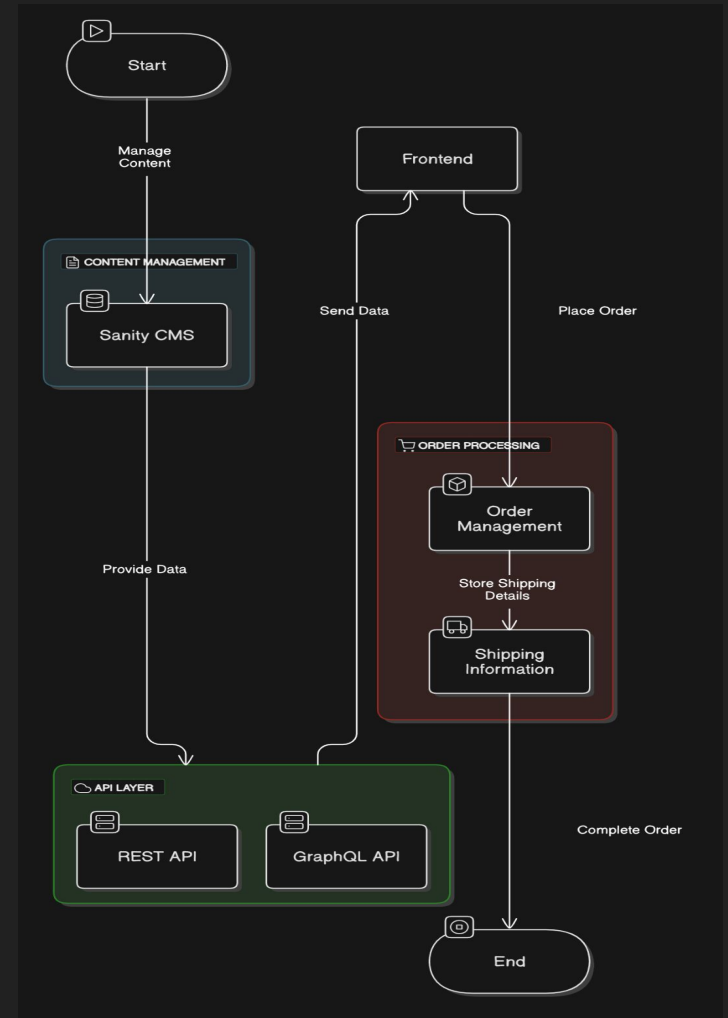 Start
Manage
Content
CONTENT MANAGEMENT
Sanity CMS
Provide Data
API LAYER
REST API
GraphQL API
Send Data
Frontend
Place Order
ORDER PROCESSING
Order
Management
Store Shipping
Details
Shipping
Information
Complete Order
End